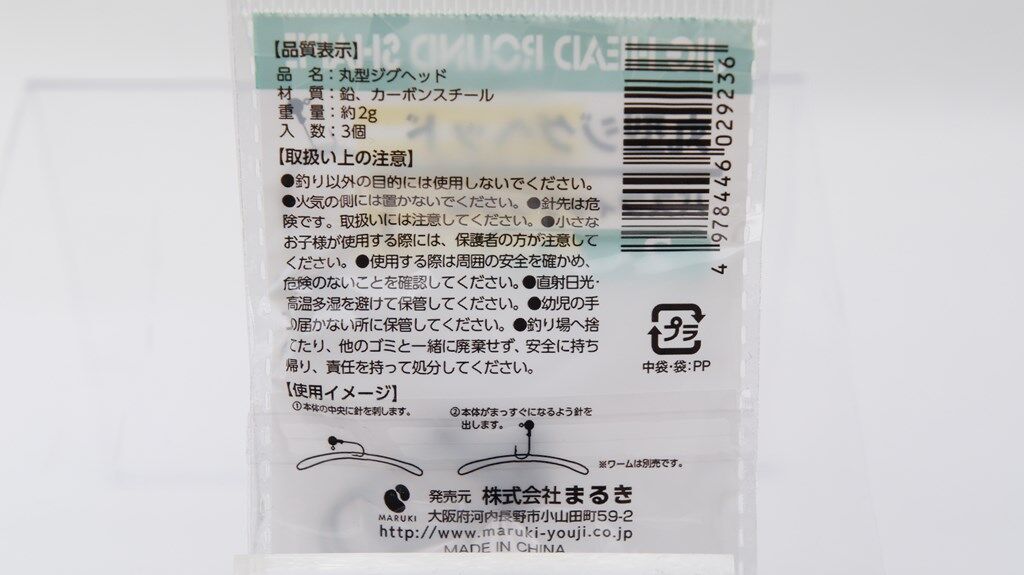 【品質表示】
品　名：丸型ジグヘッド
材　質：鉛、カーボンスチール
重　量：約2g
入　数：3個
【取扱い上の注意】
●釣り以外の目的には使用しないでください。
●火気の側には置かないでください。●針先は危
険です。取扱いには注意してください。●小さな
お子様が使用する際には、保護者の方が注意して
ください。●使用する際は周囲の安全を確かめ、
危険のないことを確認してください。●直射日光・
高温多湿を避けて保管してください。●幼児の手
の届かない所に保管してください。●釣り場へ捨
てたり、他のゴミと一緒に廃棄せず、安全に持ち
帰り、責任を持って処分してください。
【使用イメージ】
①本体の中央に針を刺します。
②本体がまっすぐになるよう針を
出します。
※ワームは別売です。
4 978446 029236
プラ
中袋・袋：PP
MARUKI
発売元 株式会社 まるき
大阪府河内長野市小山田町59-2
http://www.maruki-youji.co.jp
MADE IN CHINA
JIG HEAD ROUND SHAPE
丸型ジグヘッド